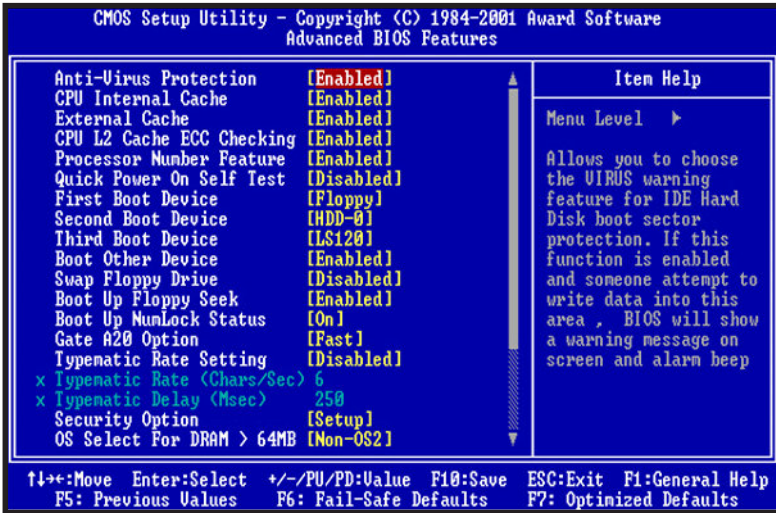 CMOS Setup Utility - Copyright (C) 1984-2001 Award Software
Advanced BIOS Features
Anti-Virus Protection [Enabled]
CPU Internal Cache [Enabled]
External Cache [Enabled]
CPU L2 Cache ECC Checking [Enabled]
Processor Number Feature [Enabled]
Quick Power On Self Test [Disabled]
First Boot Device [Floppy]
Second Boot Device [HDD-0]
Third Boot Device [LS120]
Boot Other Device [Enabled]
Swap Floppy Drive [Disabled]
Boot Up Floppy Seek [Enabled]
Boot Up NumLock Status [On]
Gate A20 Option [Fast]
Typematic Rate Setting [Disabled]
x Typematic Rate (Chars/Sec) 6
x Typematic Delay (Msec) 250
Security Option [Setup]
OS Select For DRAM > 64MB [Non-OS2]
Item Help
Menu Level ▶
Allows you to choose
the VIRUS warning
feature for IDE Hard
Disk boot sector
protection. If this
function is enabled
and someone attempt to
write data into this
area , BIOS will show
a warning message on
screen and alarm beep
↑↓→←:Move Enter:Select +/-/PU/PD:Value F10:Save ESC:Exit F1:General Help
F5: Previous Values F6: Fail-Safe Defaults F7: Optimized Defaults